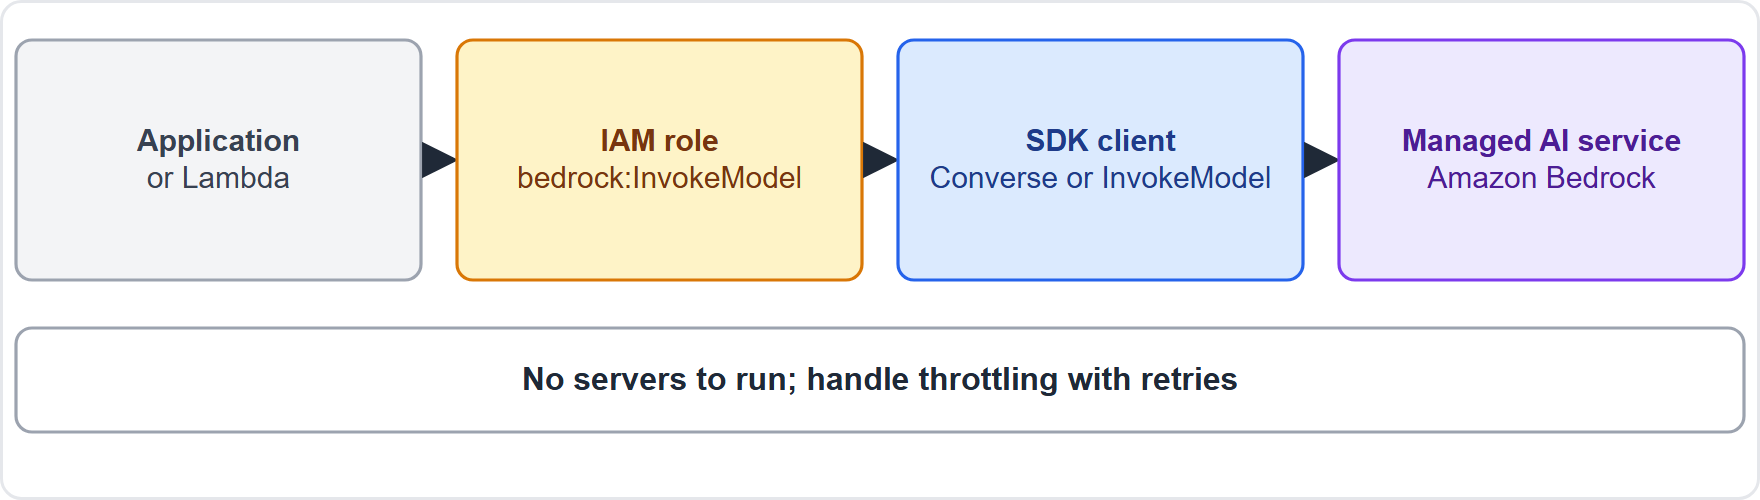 Application
or Lambda
IAM role
bedrock:InvokeModel
SDK client
Converse or InvokeModel
Managed AI service
Amazon Bedrock
No servers to run; handle throttling with retries